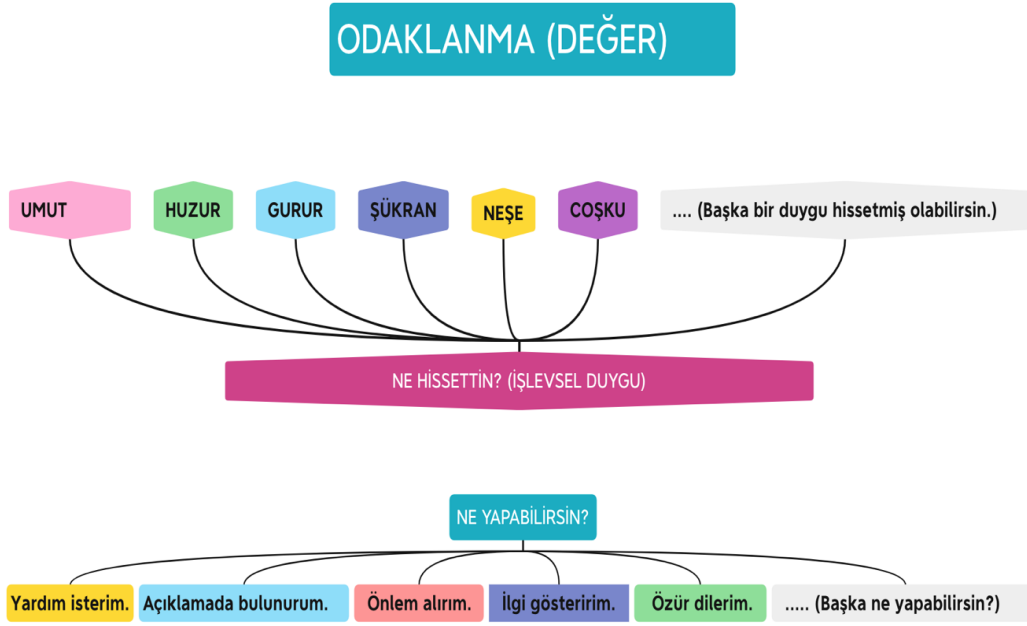 ODAKLANMA (DEĞER)
UMUT
HUZUR
GURUR
ŞÜKRAN
NEŞE
COŞKU
.... (Başka bir duygu hissetmiş olabilirsin.)
NE HİSSETTİN? (İŞLEVSEL DUYGU)
NE YAPABİLİRSİN?
Yardım isterim.
Açıklamada bulunurum.
Önlem alırım.
İlgi gösteririm.
Özür dilerim.
..... (Başka ne yapabilirsin?)